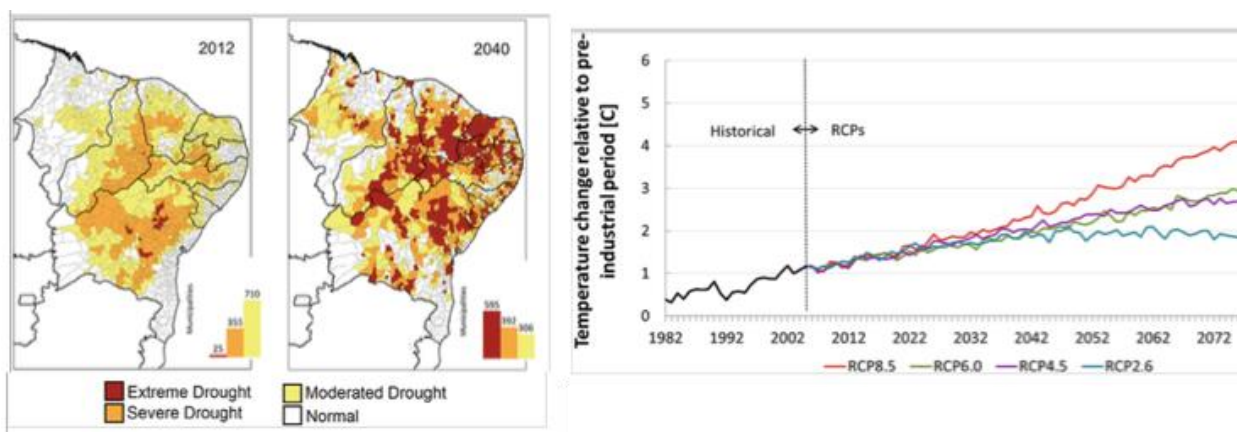 2012
2040
Municipalities
25
355
710
Municipalities
595
392
306
Extreme Drought
Moderated Drought
Severe Drought
Normal
Temperature change relative to pre-
industrial period [C]
6
5
4
3
2
1
0
Historical
RCPs
1982
1992
2002
2012
2022
2032
2042
2052
2062
2072
RCP8.5
RCP6.0
RCP4.5
RCP2.6